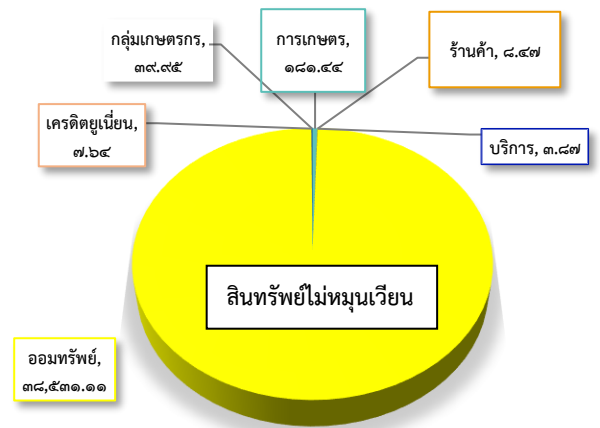 กลุ่มเกษตรกร,
๓๙.๙๕
การเกษตร,
๑๘๑.๔๔
ร้านค้า, ๘.๔๗
เครดิตยูเนี่ยน,
๗.๖๔
บริการ, ๓.๘๗
สินทรัพย์ไม่หมุนเวียน
ออมทรัพย์,
๓๘,๕๓๑.๑๑